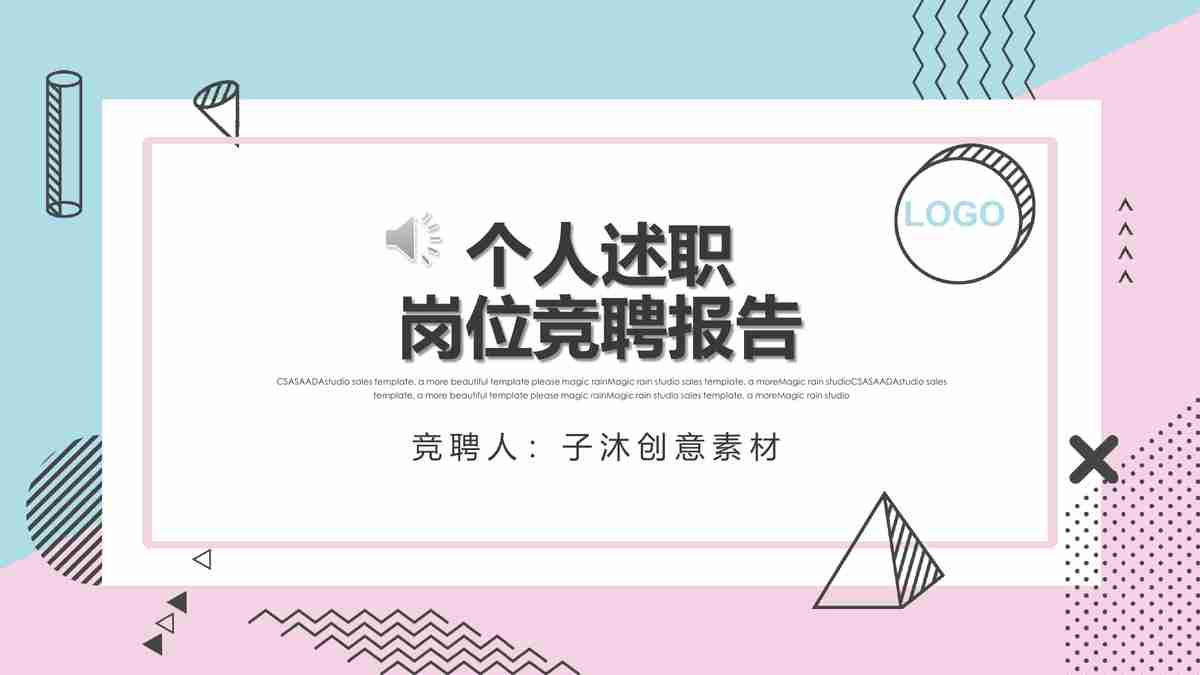 LOGO
个人述职
岗位竞聘报告
CSASAADAstudio sales template, a more beautiful template please magic rainMagic rain studio sales template, a moreMagic rain studioCSASAADAstudio sales
template, a more beautiful template please magic rainMagic rain studio sales template, a moreMagic rain studio
竞聘人：子沐创意素材